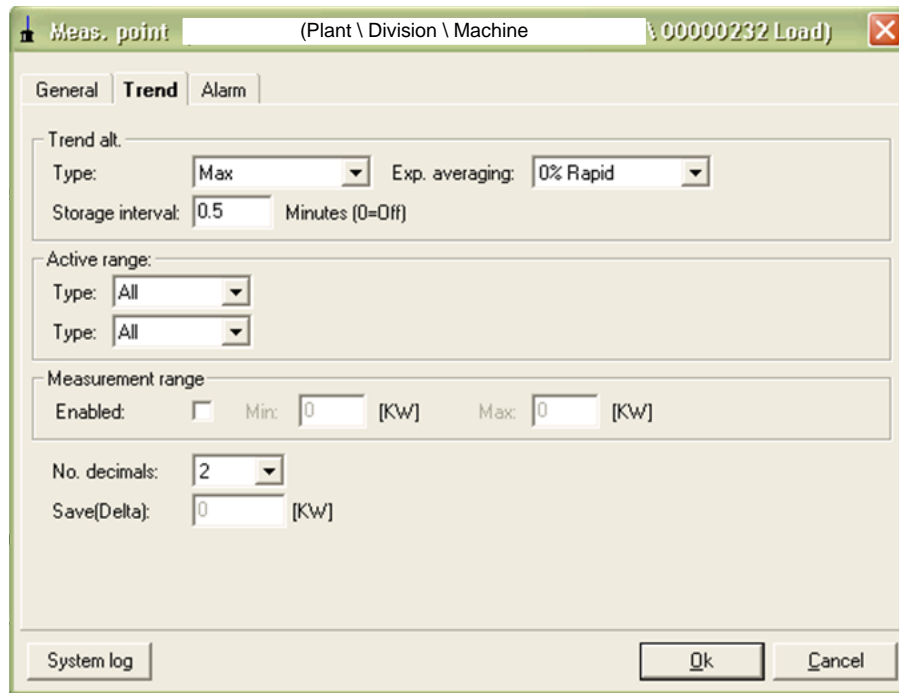 Meas. point (Plant \ Division \ Machine \ 00000232 Load)
General Trend Alarm
Trend alt.
Type: Max Exp. averaging: 0% Rapid
Storage interval: 0.5 Minutes (0=Off)
Active range:
Type: All
Type: All
Measurement range
Enabled: Min: 0 [KW] Max: 0 [KW]
No. decimals: 2
Save(Delta): 0 [KW]
System log Ok Cancel